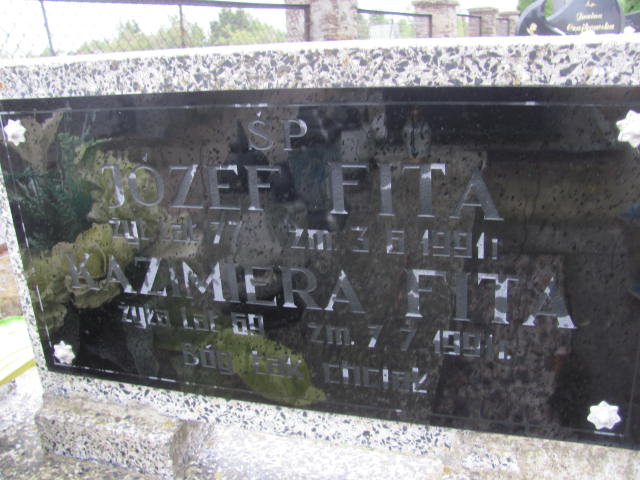 ŚP
JÓZEF FITA
żył lat 77 zm. 3 6 1991r.
KAZIMIERA FITA
żyła lat 69 zm. 7 7 1991r.
Bóg tak chciał